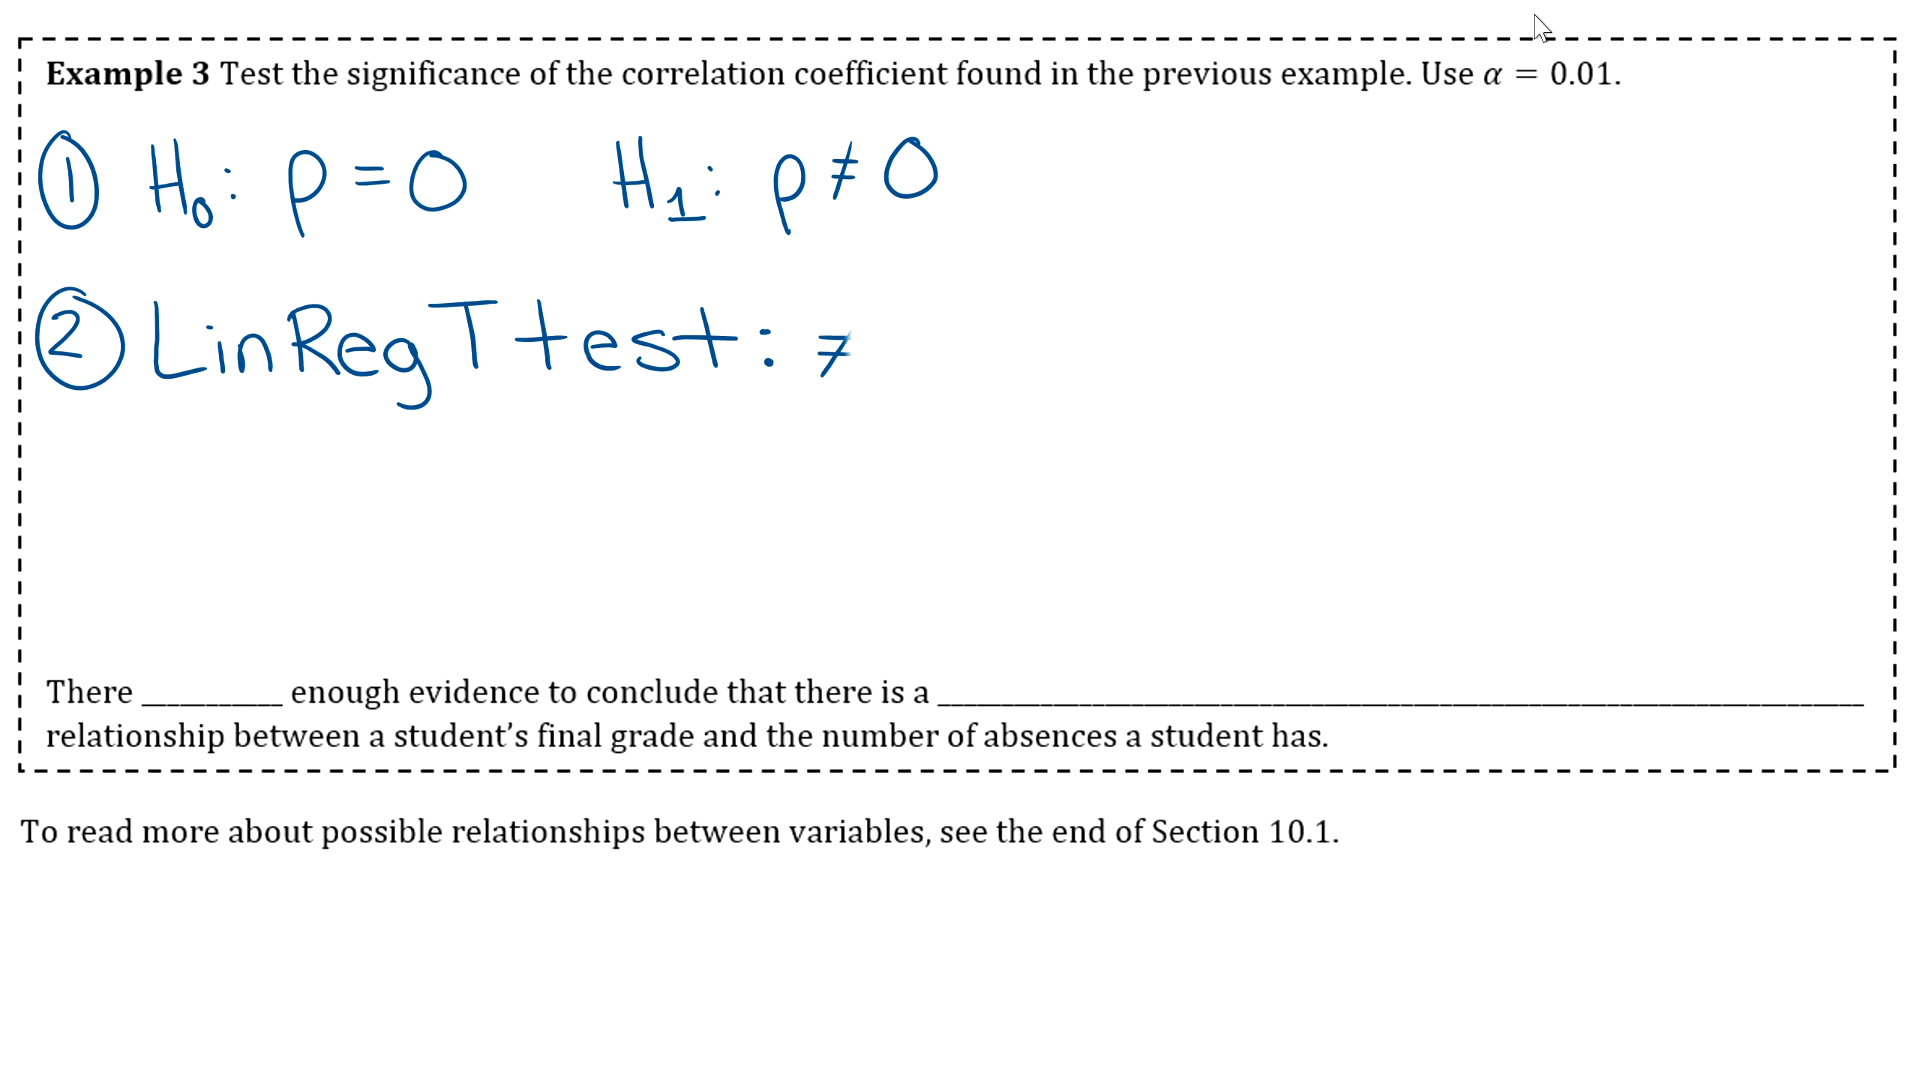 Example 3 Test the significance of the correlation coefficient found in the previous example. Use α = 0.01.
① H₀: ρ = 0 H₁: ρ ≠ 0
② LinRegTtest: ≠
There __________ enough evidence to conclude that there is a __________________________________________________________________
relationship between a student’s final grade and the number of absences a student has.
To read more about possible relationships between variables, see the end of Section 10.1.